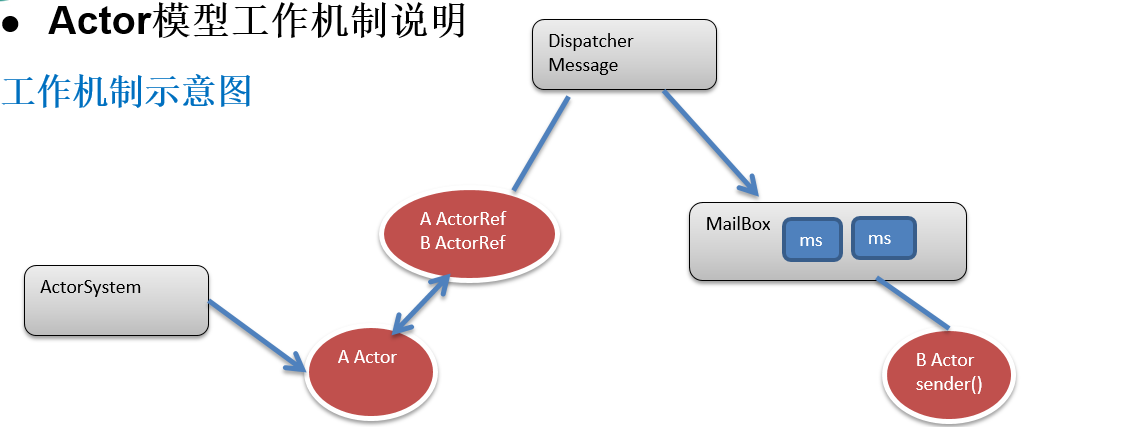 ● Actor模型工作机制说明
工作机制示意图
Dispatcher
Message
A ActorRef
B ActorRef
MailBox
ms
ms
ActorSystem
A Actor
B Actor
sender()